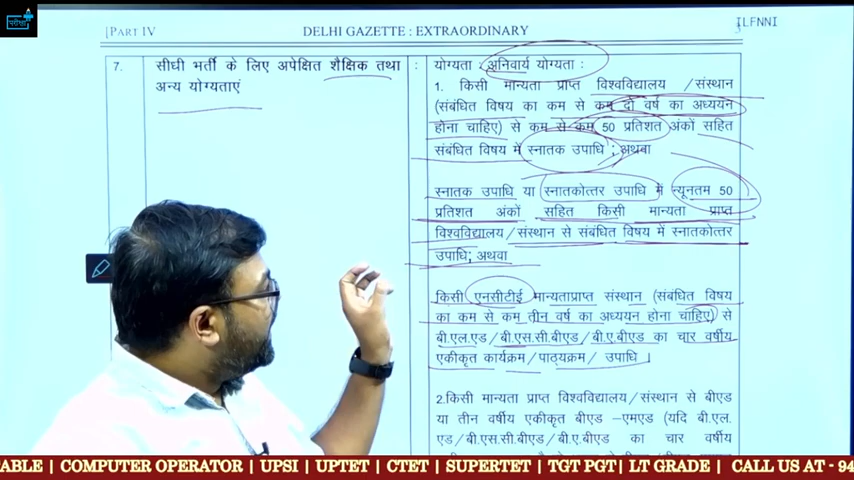 परीक्षा
ILFNNI
PART IV
DELHI GAZETTE : EXTRAORDINARY
7.
सीधी भर्ती के लिए अपेक्षित शैक्षिक तथा
अन्य योग्यताएं
:
योग्यता : अनिवार्य योग्यता :
1. किसी मान्यता प्राप्त विश्वविद्यालय /संस्थान
(संबंधित विषय का कम से कम दो वर्ष का अध्ययन
होना चाहिए) से कम से कम 50 प्रतिशत अंकों सहित
संबंधित विषय में स्नातक उपाधि ; अथवा
स्नातक उपाधि या स्नातकोत्तर उपाधि में न्यूनतम 50
प्रतिशत अंकों सहित किसी मान्यता प्राप्त
विश्वविद्यालय /संस्थान से संबंधित विषय में स्नातकोत्तर
उपाधि; अथवा
किसी एनसीटीई मान्यताप्राप्त संस्थान (संबंधित विषय
का कम से कम तीन वर्ष का अध्ययन होना चाहिए) से
बी.एल.एड/बी.एस.सी.बीएड/बी.ए.बीएड का चार वर्षीय
एकीकृत कार्यक्रम/पाठ्यक्रम/ उपाधि
2.किसी मान्यता प्राप्त विश्वविद्यालय/संस्थान से बीएड
या तीन वर्षीय एकीकृत बीएड –एमएड (यदि बी.एल.
एड/बी.एस.सी.बीएड/बी.ए.बीएड का चार वर्षीय
TABLE | COMPUTER OPERATOR | UPSI | UPTET | CTET | SUPERTET | TGT PGT| LT GRADE | CALL US AT - 94